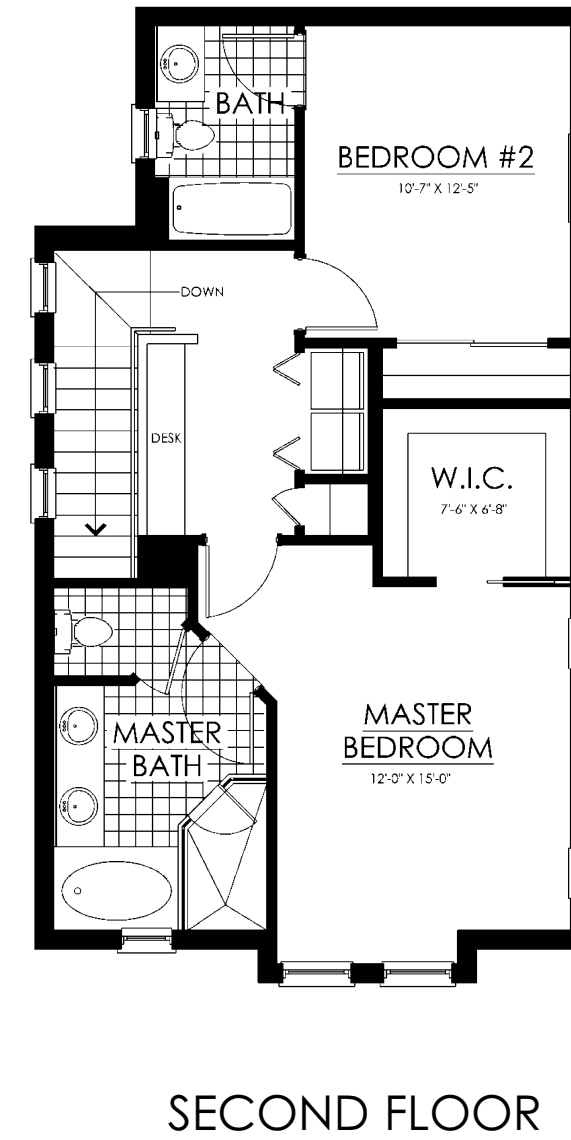 BATH
BEDROOM #2
10'-7" X 12'-5"
DOWN
DESK
W.I.C.
7'-6" X 6'-8"
MASTER
BATH
MASTER
BEDROOM
12'-0" X 15'-0"
SECOND FLOOR